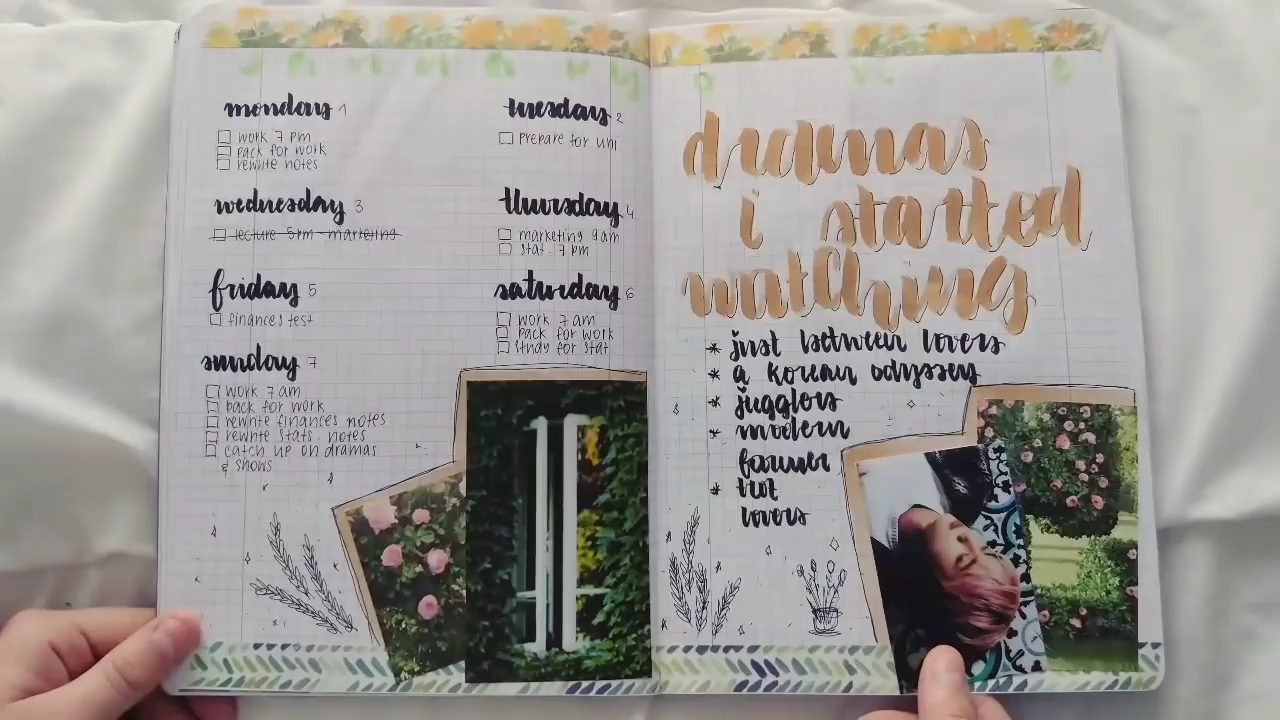 monday 1
work 7 pm
pack for work
rewrite notes
tuesday 2
prepare for uni
wednesday 3
lecture 5pm - marketing
thursday 4
marketing 9am
stat. 7 pm
friday 5
finances test
saturday 6
work 7 am
pack for work
study for stat
sunday 7
work 7 am
pack for work
rewrite finances notes
rewrite stats. notes
catch up on dramas
& shows
dramas
i started
watching
* just between lovers
* a korean odyssey
* jugglers
* modern
farmer
* trot
lovers